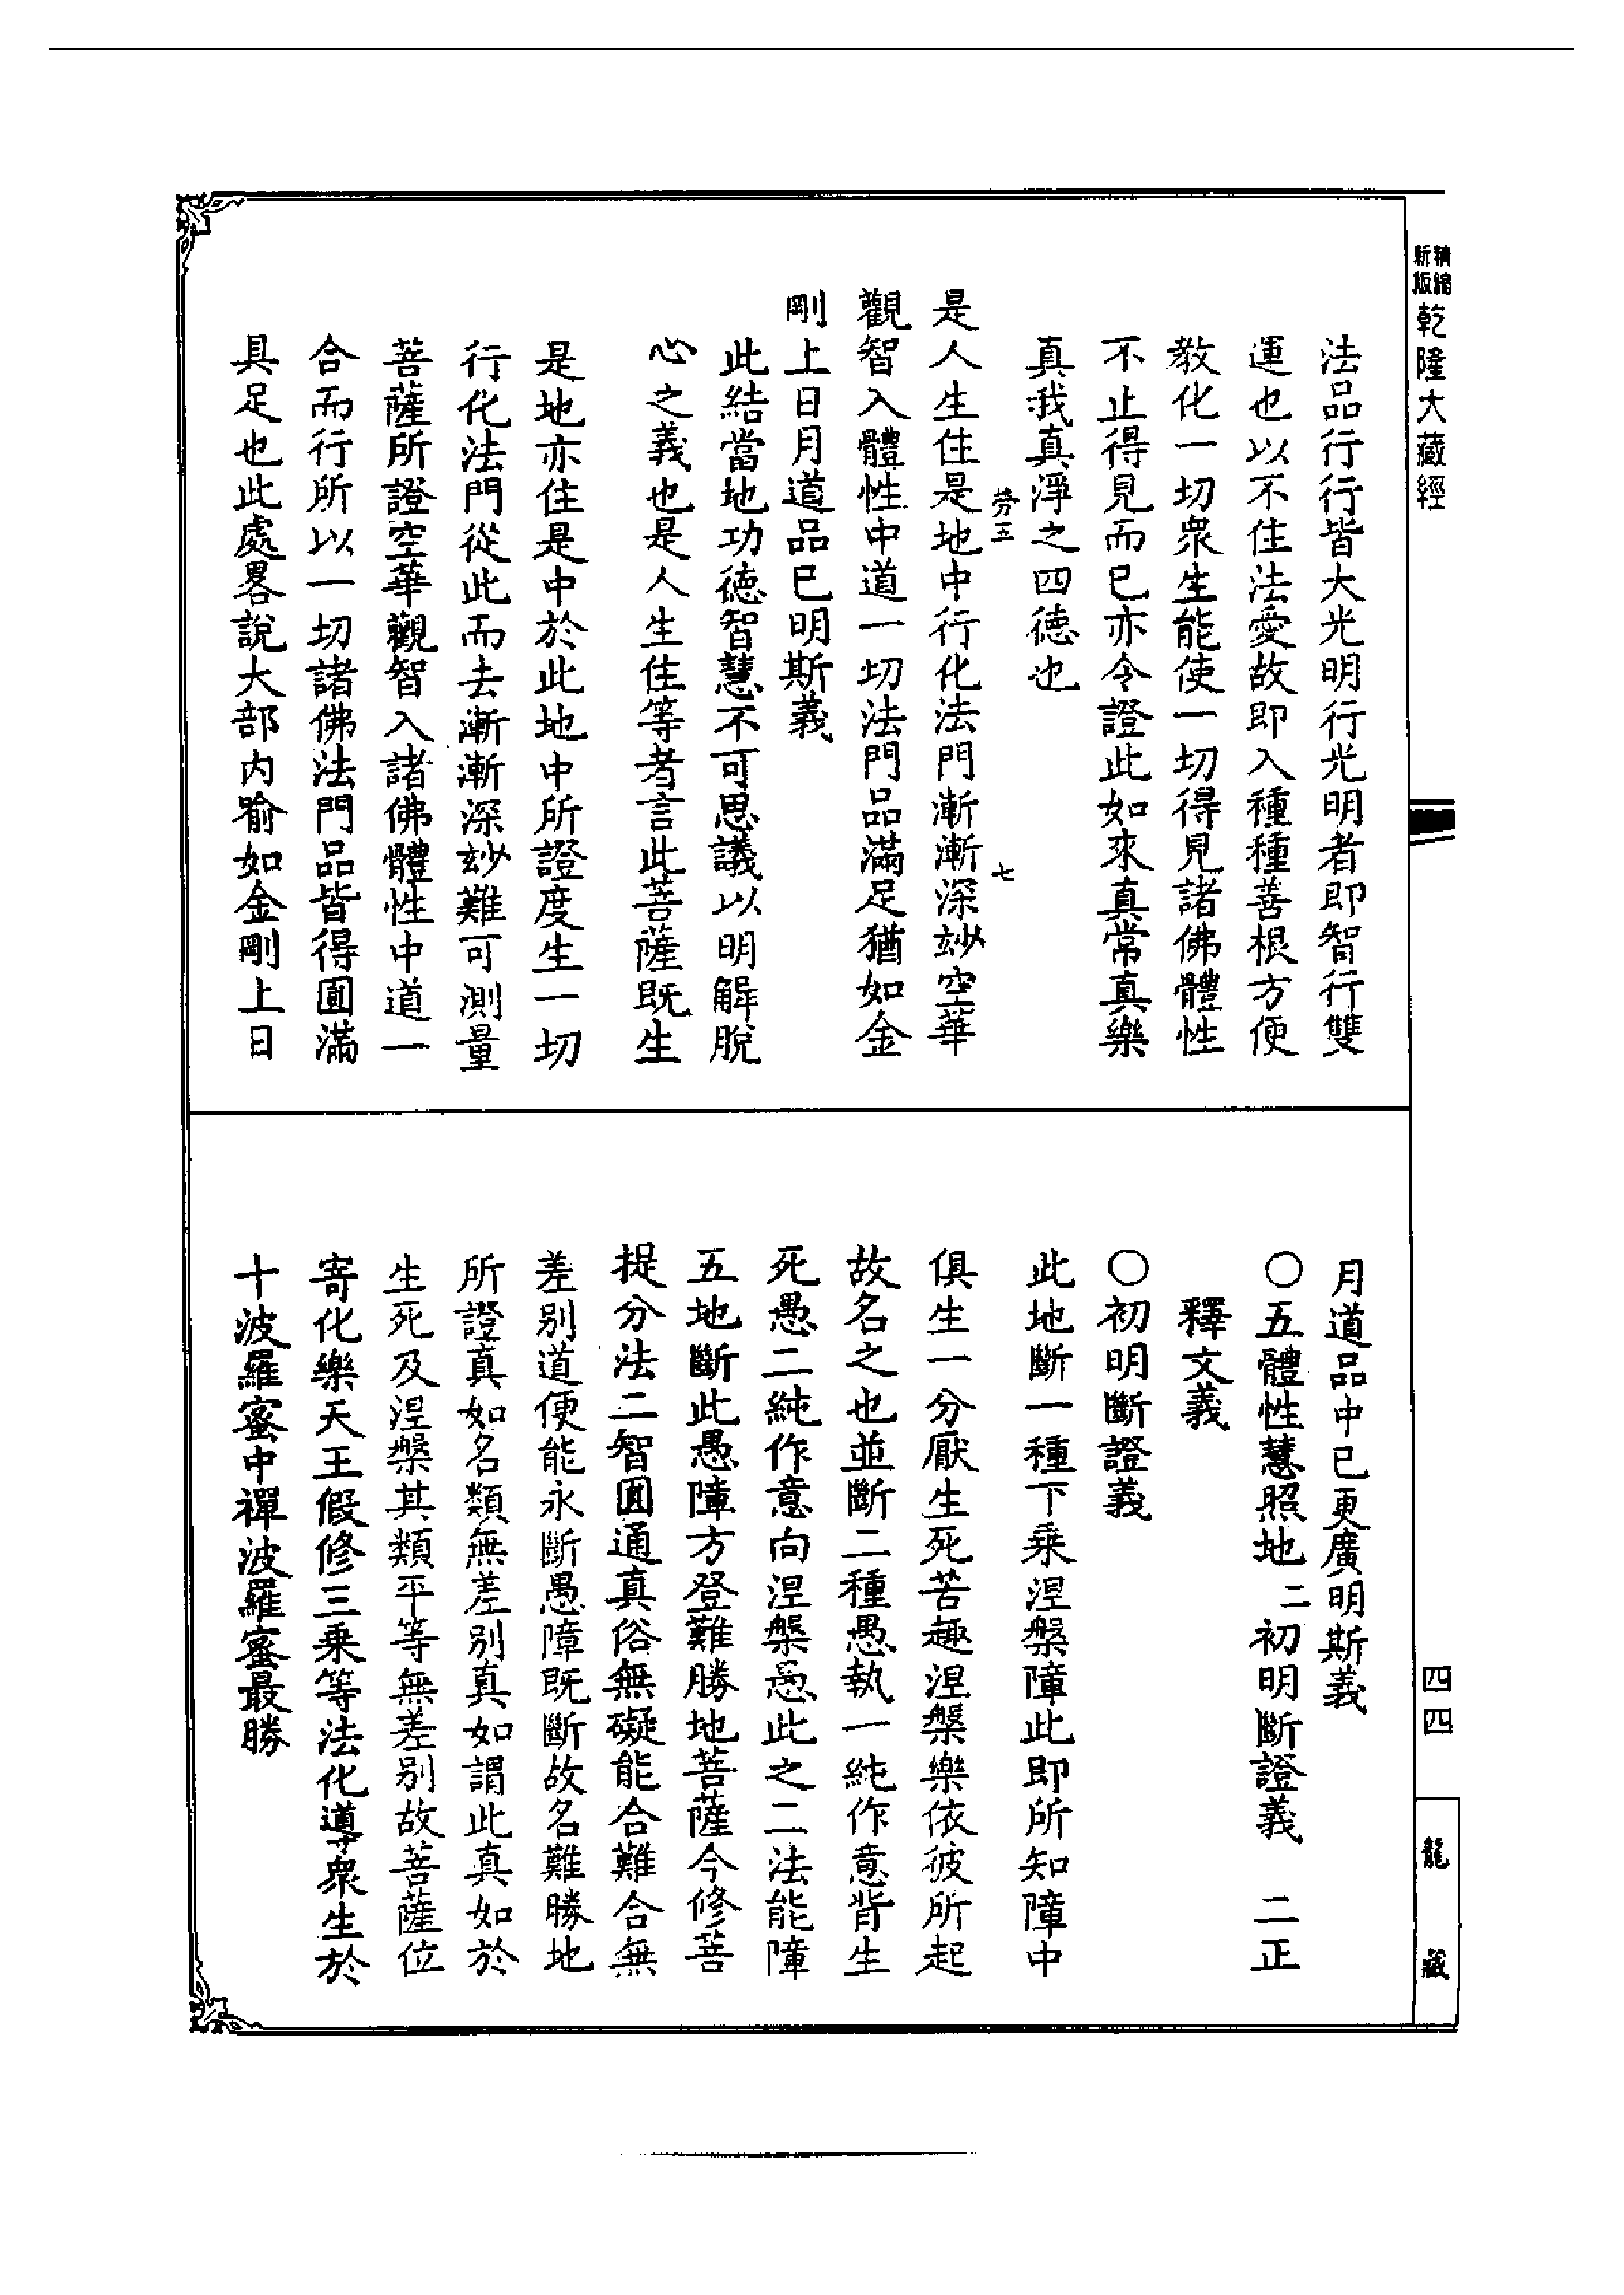 精縮
新版
乾隆大藏經
法品行行皆大光明行光明者即智行雙
運也以不住法愛故即入種種善根方便
教化一切衆生能使一切得見諸佛體性
不止得見而已亦令證此如來真常真樂
真我真淨之四德也
勞五
七
是人生住是地中行化法門漸漸深玅空華
觀智入體性中道一切法門品滿足猶如金
剛上日月道品已明斯義
此結當地功德智慧不可思議以明解脫
心之義也是人生住等者言此菩薩既生
是地亦住是中於此地中所證度生一切
行化法門從此而去漸漸深玅難可測量
菩薩所證空華觀智入諸佛體性中道一
合而行所以一切諸佛法門品皆得圓滿
具足也此處畧說大部内喻如金剛上日
月道品中已更廣明斯義
○五體性慧照地二初明斷證義 二正
釋文義
○初明斷證義
此地斷一種下乘涅槃障此即所知障中
俱生一分厭生死苦趣涅槃樂依彼所起
故名之也並斷二種愚執一純作意背生
死愚二純作意向涅槃愚此之二法能障
五地斷此愚障方登難勝地菩薩今修菩
提分法二智圓通真俗無礙能合難合無
差別道便能永斷愚障既斷故名難勝地
所證真如名類無差別真如謂此真如於
生死及涅槃其類平等無差別故菩薩位
寄化樂天王假修三乘等法化導衆生於
十波羅蜜中禪波羅蜜最勝
四四
龍藏